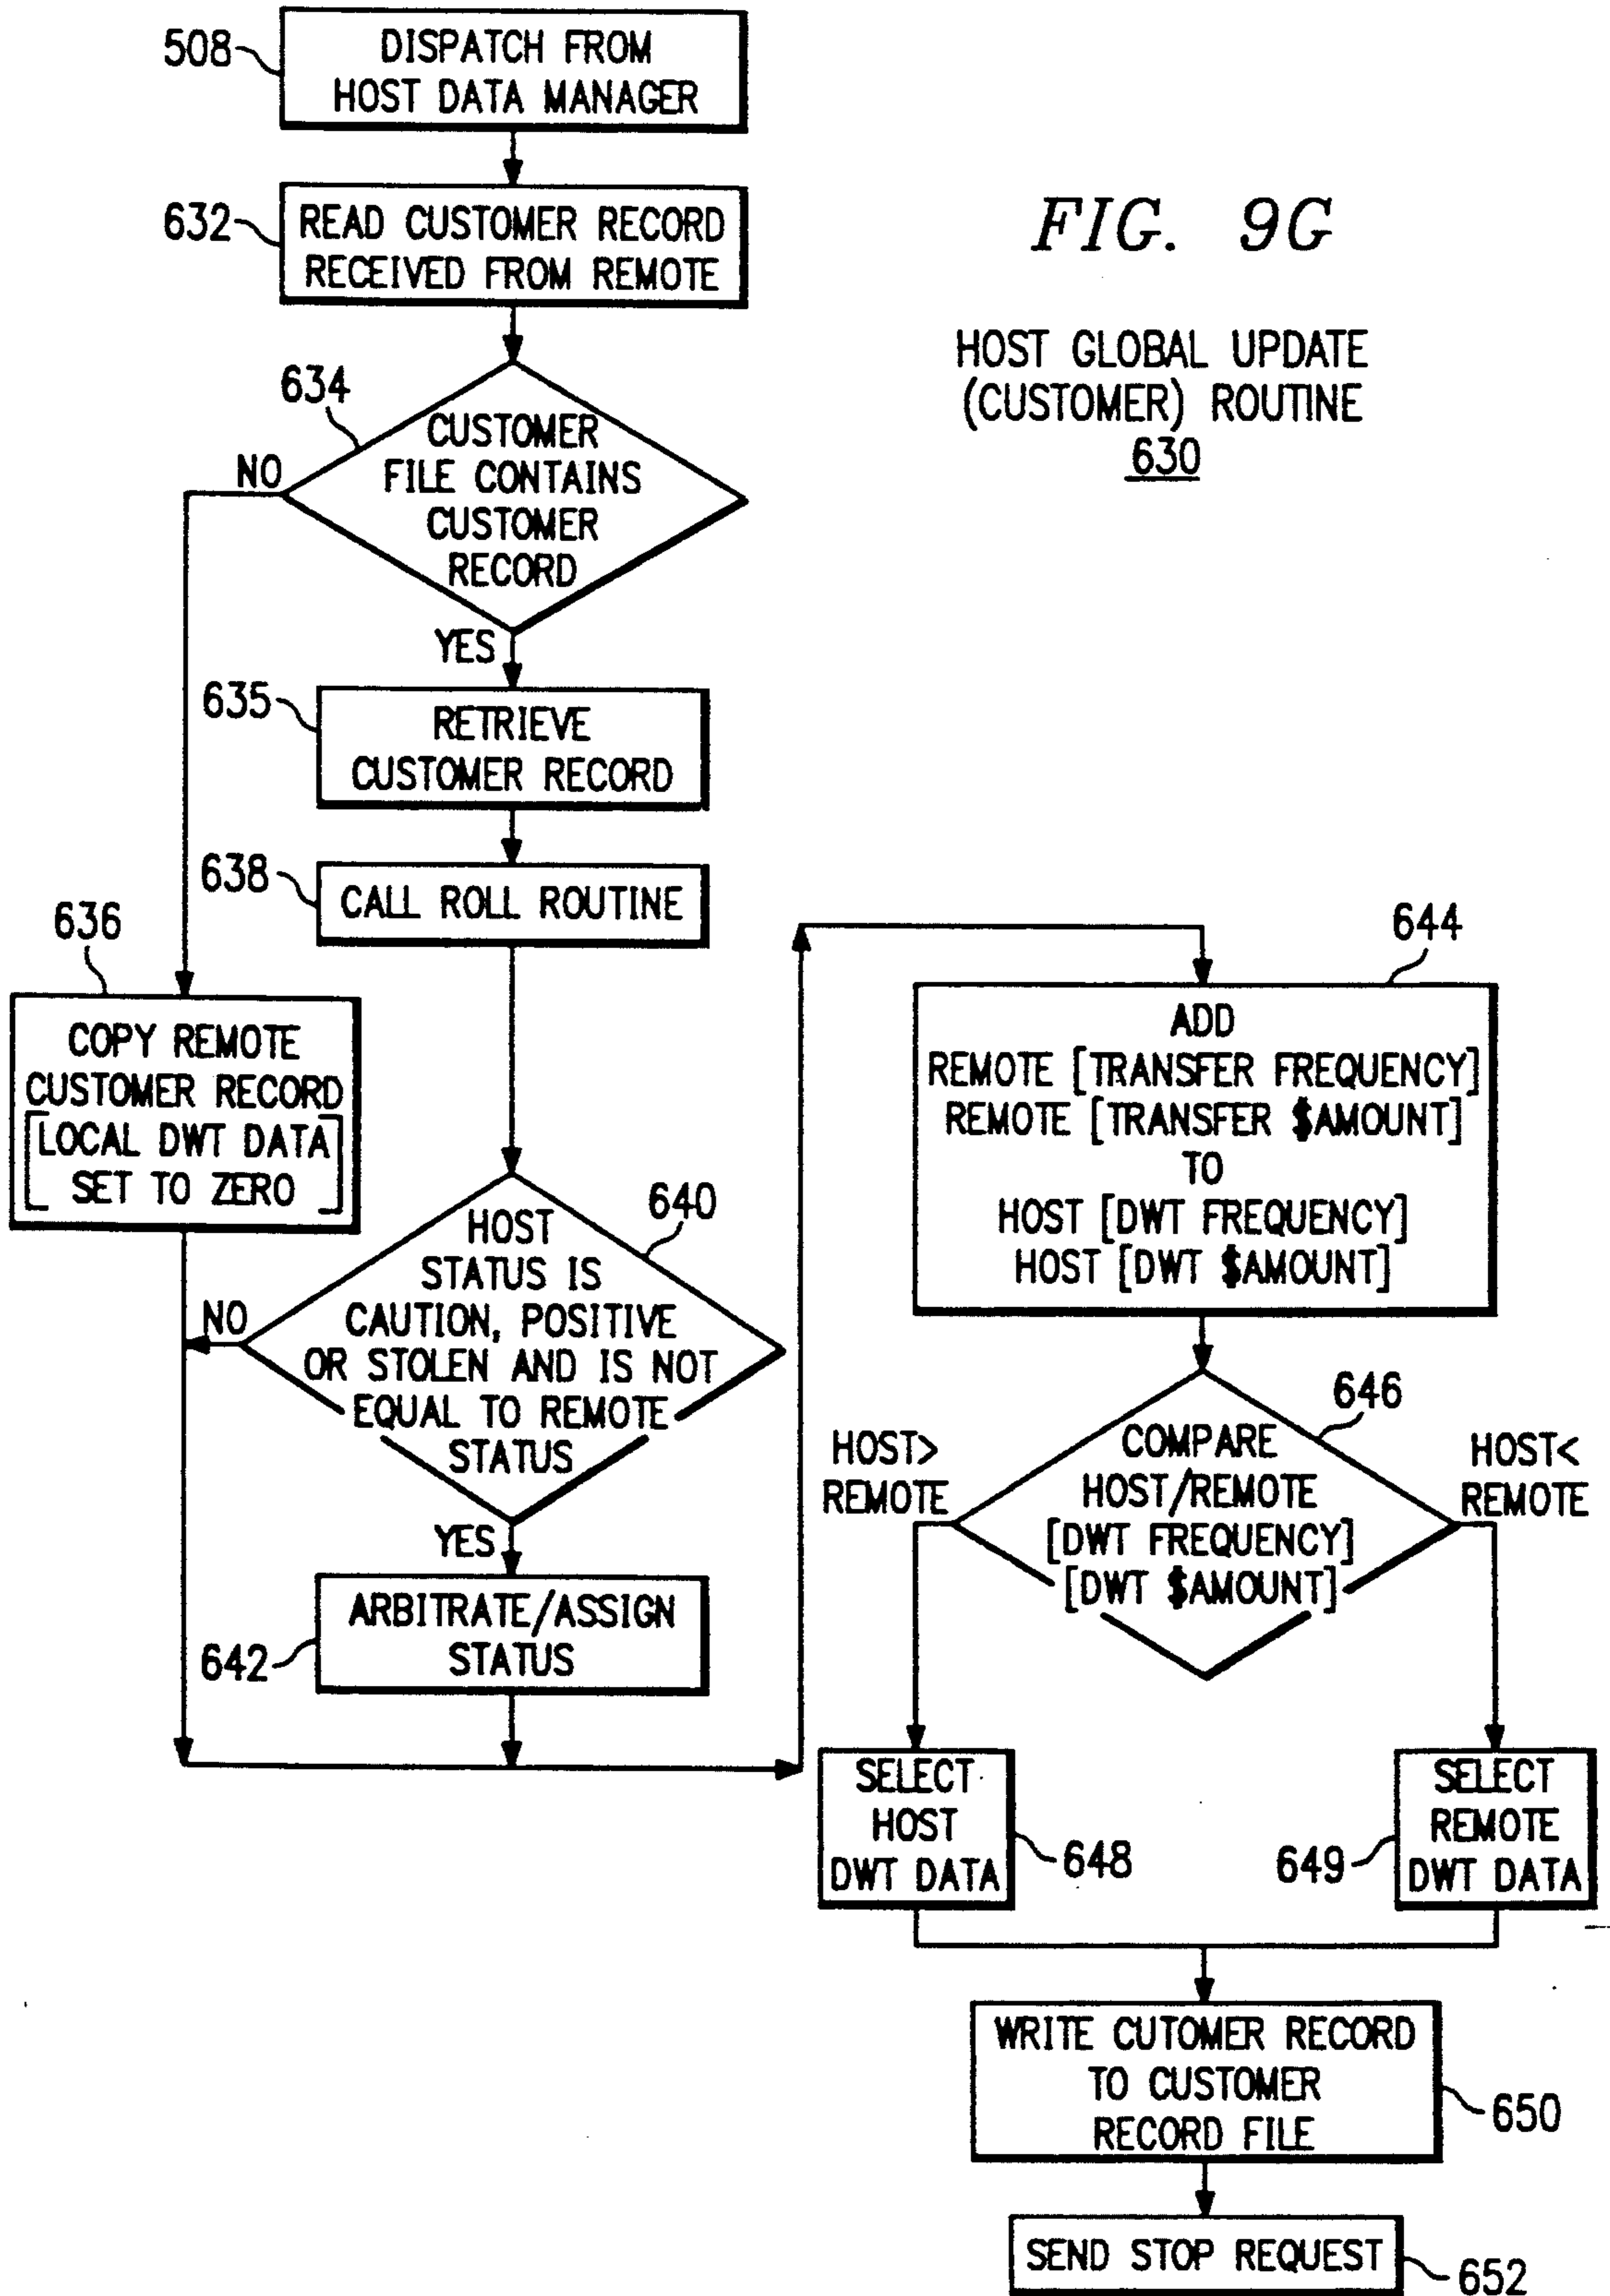 508
DISPATCH FROM
HOST DATA MANAGER
632
READ CUSTOMER RECORD
RECEIVED FROM REMOTE
FIG. 9G
HOST GLOBAL UPDATE
(CUSTOMER) ROUTINE
630
634
CUSTOMER
FILE CONTAINS
CUSTOMER
RECORD
NO
YES
635
RETRIEVE
CUSTOMER RECORD
638
CALL ROLL ROUTINE
636
COPY REMOTE
CUSTOMER RECORD
[LOCAL DWT DATA
SET TO ZERO]
640
HOST
STATUS IS
CAUTION, POSITIVE
OR STOLEN AND IS NOT
EQUAL TO REMOTE
STATUS
NO
YES
642
ARBITRATE/ASSIGN
STATUS
644
ADD
REMOTE [TRANSFER FREQUENCY]
REMOTE [TRANSFER $AMOUNT]
TO
HOST [DWT FREQUENCY]
HOST [DWT $AMOUNT]
646
COMPARE
HOST/REMOTE
[DWT FREQUENCY]
[DWT $AMOUNT]
HOST>
REMOTE
HOST<
REMOTE
SELECT
HOST
DWT DATA
648
649
SELECT
REMOTE
DWT DATA
WRITE CUTOMER RECORD
TO CUSTOMER
RECORD FILE
650
SEND STOP REQUEST
652